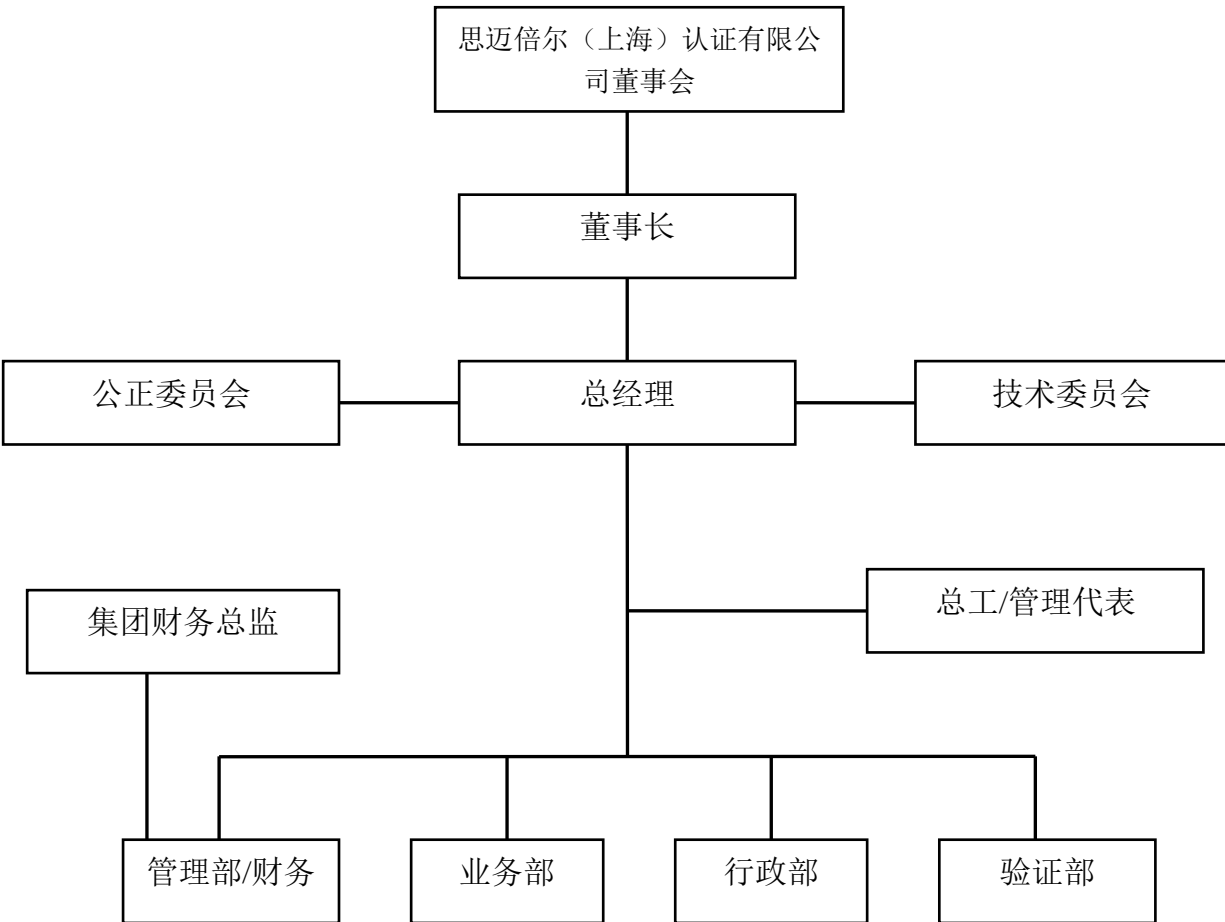 思迈倍尔（上海）认证有限公
司董事会
董事长
公正委员会
总经理
技术委员会
集团财务总监
总工/管理代表
管理部/财务
业务部
行政部
验证部